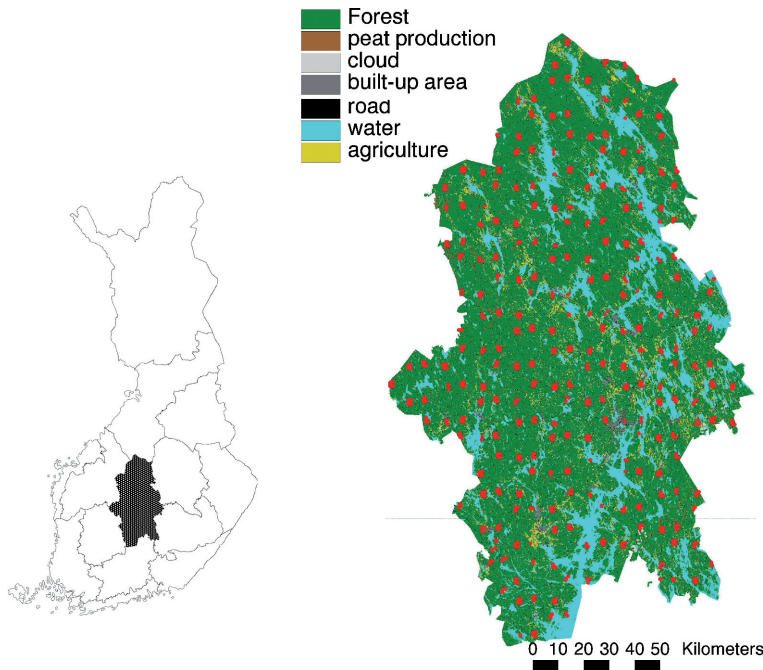 Forest
peat production
cloud
built-up area
road
water
agriculture
0 10 20 30 40 50 Kilometers